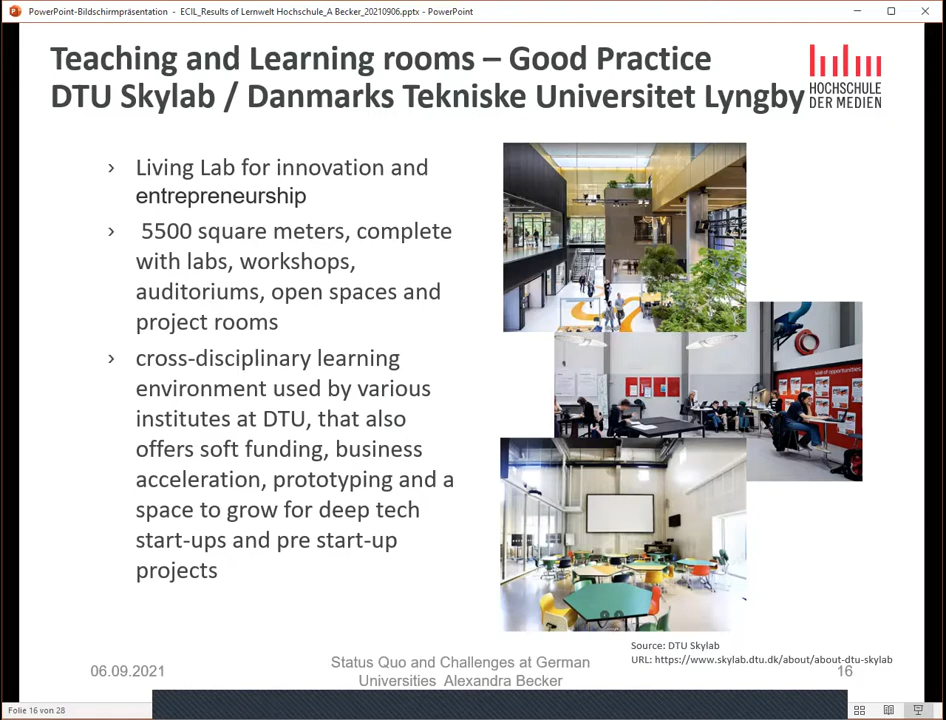 PowerPoint-Bildschirmpräsentation - ECIL_Results of Lernwelt Hochschule_A Becker_20210906.pptx - PowerPoint
Teaching and Learning rooms – Good Practice
DTU Skylab / Danmarks Tekniske Universitet Lyngby
HOCHSCHULE
DER MEDIEN
› Living Lab for innovation and
entrepreneurship
› 5500 square meters, complete
with labs, workshops,
auditoriums, open spaces and
project rooms
› cross-disciplinary learning
environment used by various
institutes at DTU, that also
offers soft funding, business
acceleration, prototyping and a
space to grow for deep tech
start-ups and pre start-up
projects
wall of opportunities
Source: DTU Skylab
URL: https://www.skylab.dtu.dk/about/about-dtu-skylab
06.09.2021
Status Quo and Challenges at German
Universities Alexandra Becker
16
Folie 16 von 28